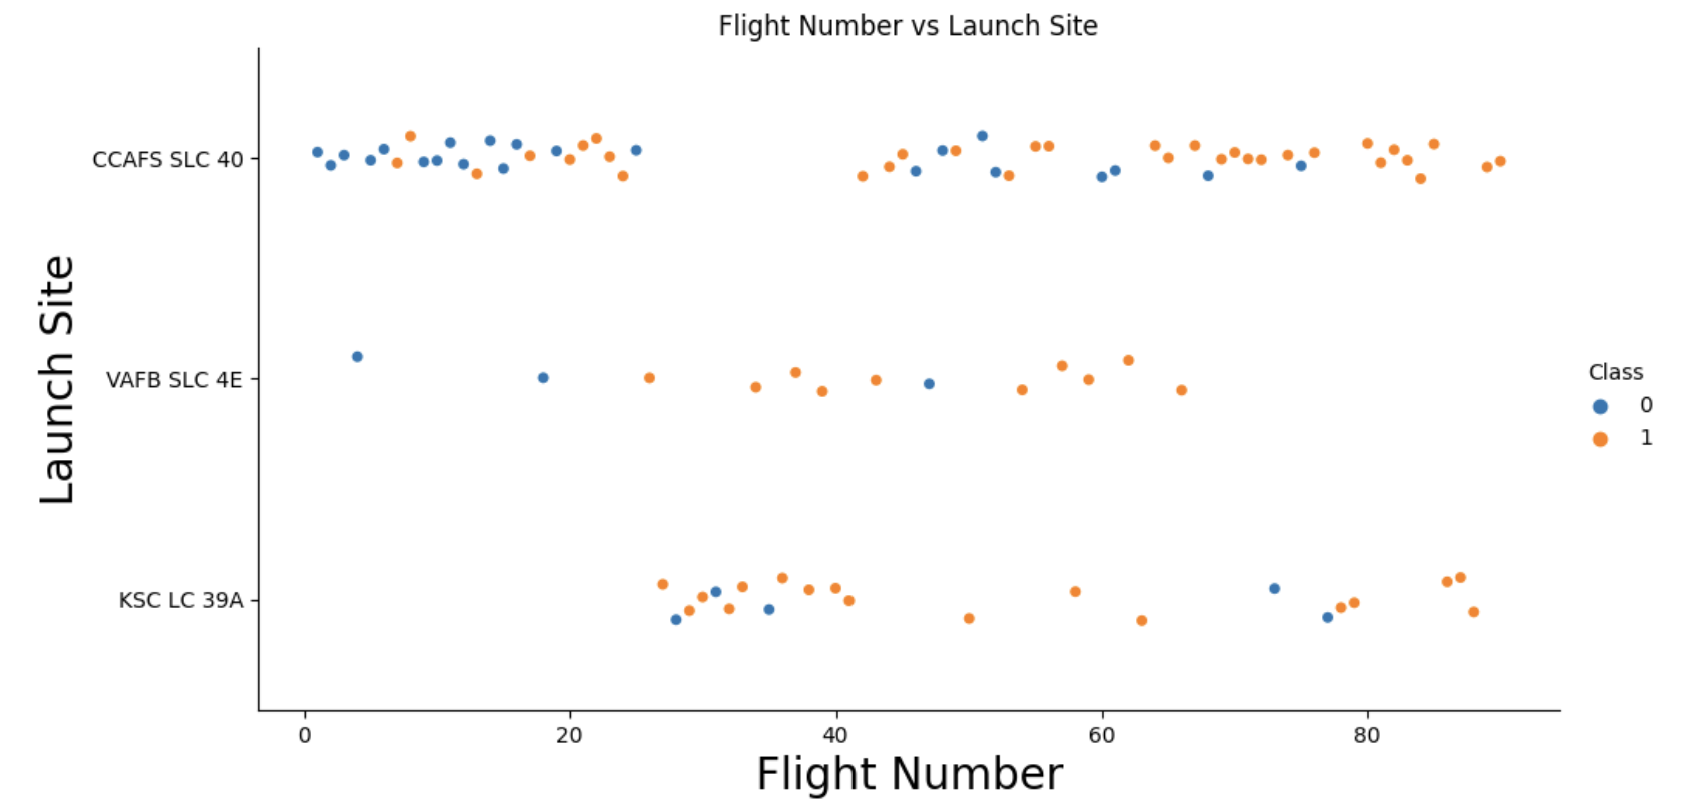 Flight Number vs Launch Site
CCAFS SLC 40
VAFB SLC 4E
KSC LC 39A
Launch Site
0 20 40 60 80
Flight Number
Class
0
1